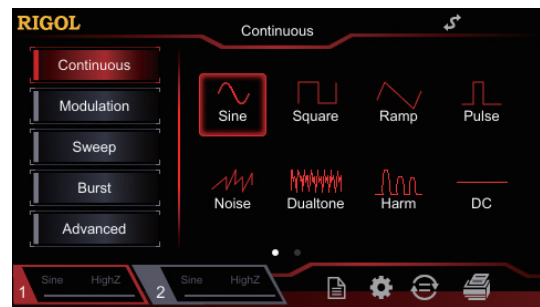 RIGOL
Continuous
Continuous
Modulation
Sweep
Burst
Advanced
Sine Square Ramp Pulse
Noise Dualtone Harm DC
1 Sine HighZ 2 Sine HighZ